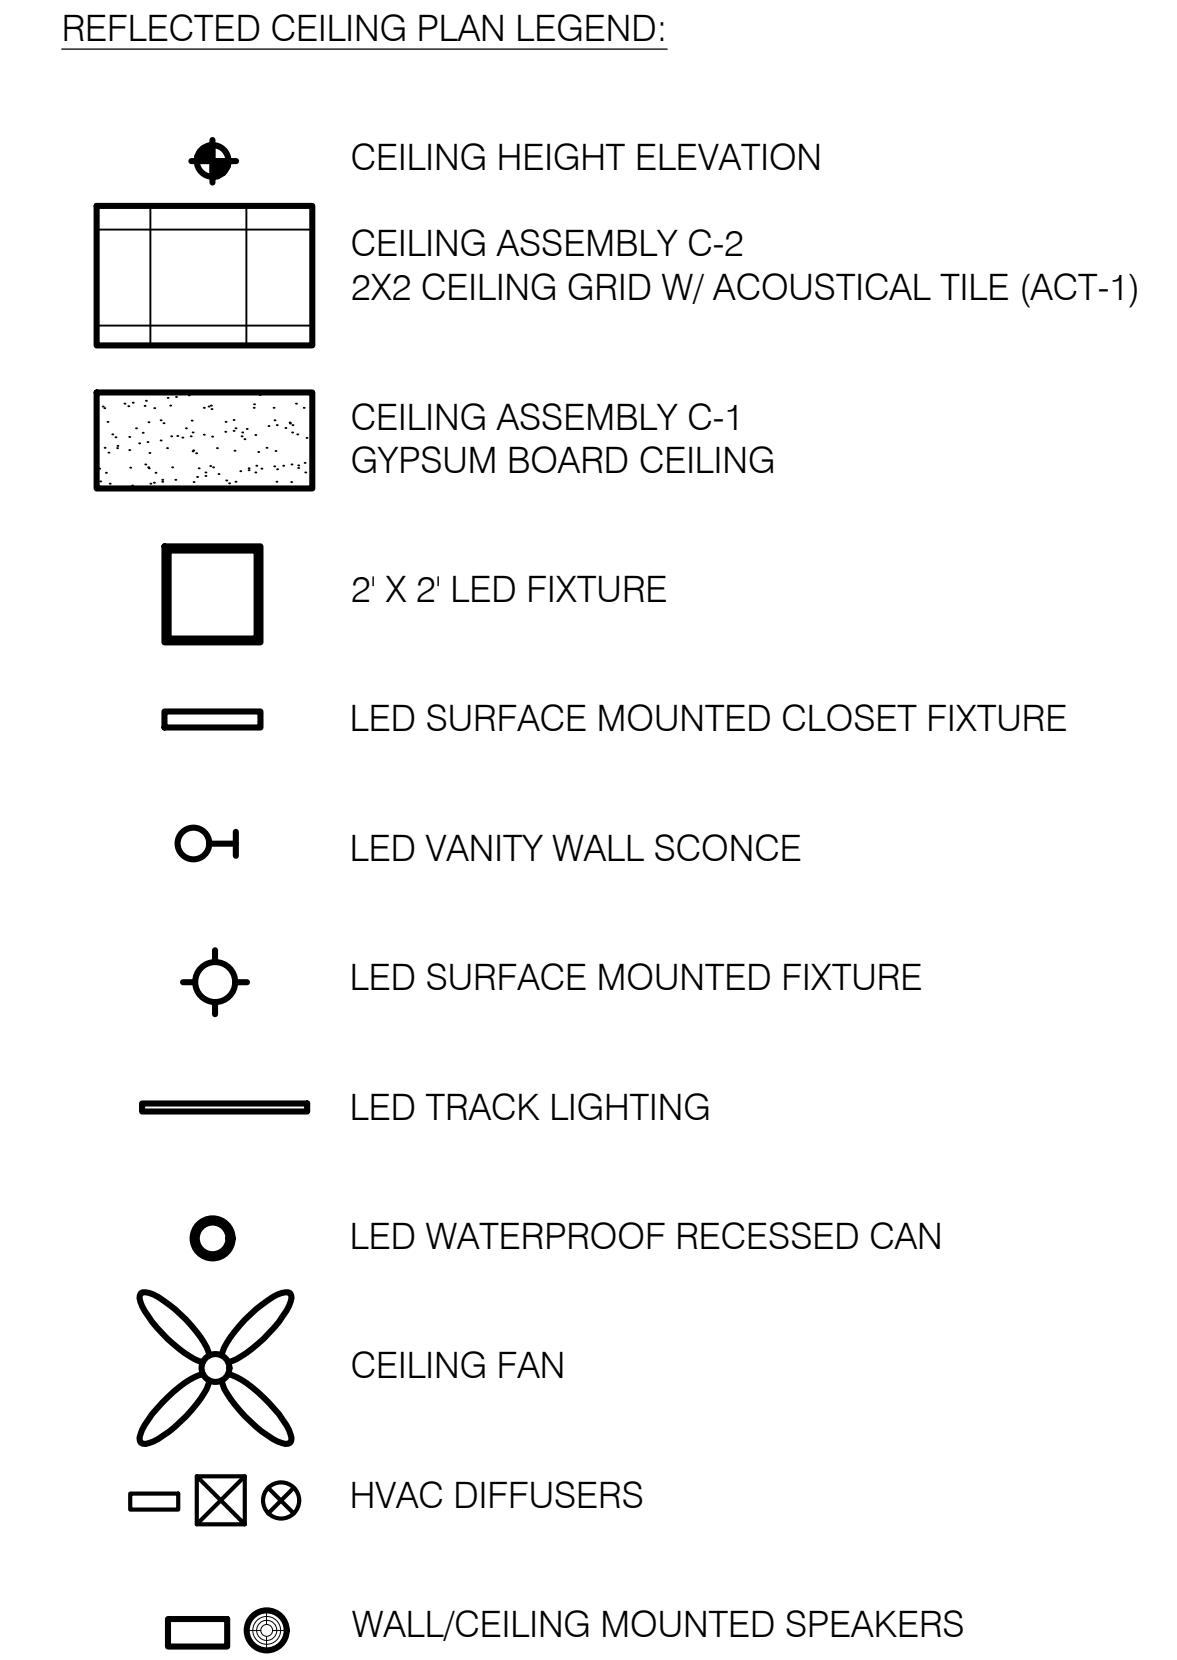 REFLECTED CEILING PLAN LEGEND:
CEILING HEIGHT ELEVATION
CEILING ASSEMBLY C-2
2X2 CEILING GRID W/ ACOUSTICAL TILE (ACT-1)
CEILING ASSEMBLY C-1
GYPSUM BOARD CEILING
2' X 2' LED FIXTURE
LED SURFACE MOUNTED CLOSET FIXTURE
LED VANITY WALL SCONCE
LED SURFACE MOUNTED FIXTURE
LED TRACK LIGHTING
LED WATERPROOF RECESSED CAN
CEILING FAN
HVAC DIFFUSERS
WALL/CEILING MOUNTED SPEAKERS